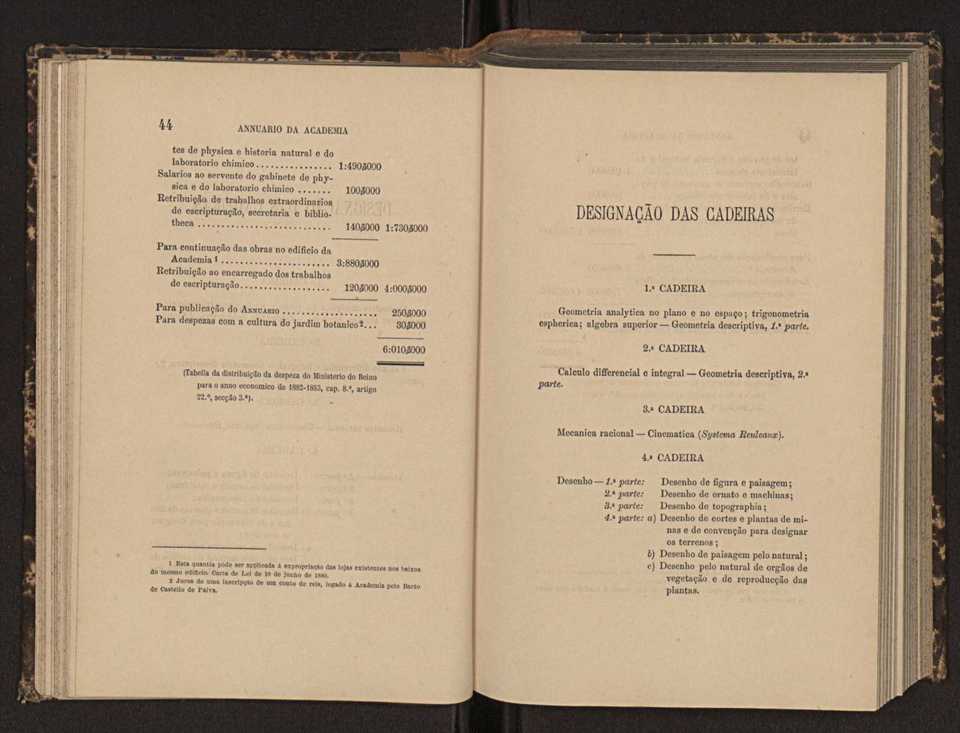 44 ANNUARIO DA ACADEMIA
tes de physica e historia natural e do
laboratorio chimico................ 1:490$000
Salarios ao servente do gabinete de phy-
sica e do laboratorio chimico ....... 100$000
Retribuição de trabalhos extraordinarios
de escripturação, secretaria e biblio-
theca ........................... 140$000 1:730$000
Para continuação das obras no edificio da
Academia 1 ...................... 3:880$000
Retribuição ao encarregado dos trabalhos
de escripturação.................. 120$000 4:000$000
Para publicação do ANNUARIO ................... 250$000
Para despezas com a cultura do jardim botanico 2... 30$000
6:010$000
(Tabella da distribuição da despeza do Ministerio do Reino
para o anno economico de 1882-1883, cap. 8.º, artigo
22.º, secção 3.ª).
1 Esta quantia póde ser applicada á expropriação das lojas existentes nos baixos
do mesmo edificio. Carta de Lei de 10 de junho de 1880.
2 Juros de uma inscripção de um conto de reis, legado á Academia pelo Barão
de Castello de Paiva.
DESIGNAÇÃO DAS CADEIRAS
1.ª CADEIRA
Geometria analytica no plano e no espaço; trigonometria
espherica; algebra superior — Geometria descriptiva, 1.ª parte.
2.ª CADEIRA
Calculo differencial e integral — Geometria descriptiva, 2.ª
parte.
3.ª CADEIRA
Mecanica racional — Cinematica (Systema Reuleaux).
4.ª CADEIRA
Desenho — 1.ª parte: Desenho de figura e paisagem;
2.ª parte: Desenho de ornato e machinas;
3.ª parte: Desenho de topographia;
4.ª parte: a) Desenho de cortes e plantas de mi-
nas e de convenção para designar
os terrenos;
b) Desenho de paisagem pelo natural;
c) Desenho pelo natural de orgãos de
vegetação e de reproducção das
plantas.